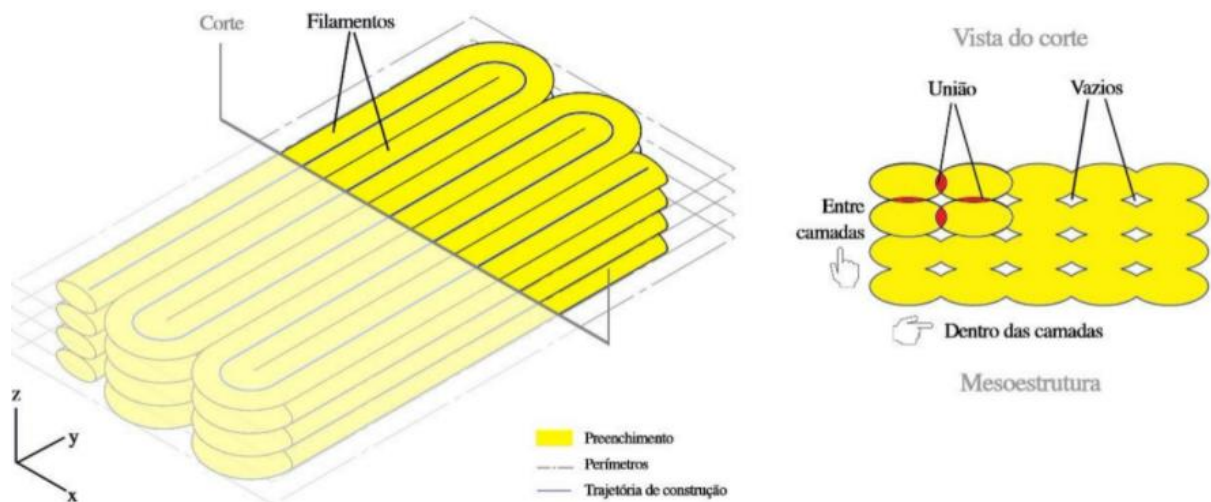 Corte
Filamentos
z
y
x
Preenchimento
Perímetros
Trajetória de construção
Vista do corte
União
Vazios
Entre
camadas
Dentro das camadas
Mesoestrutura